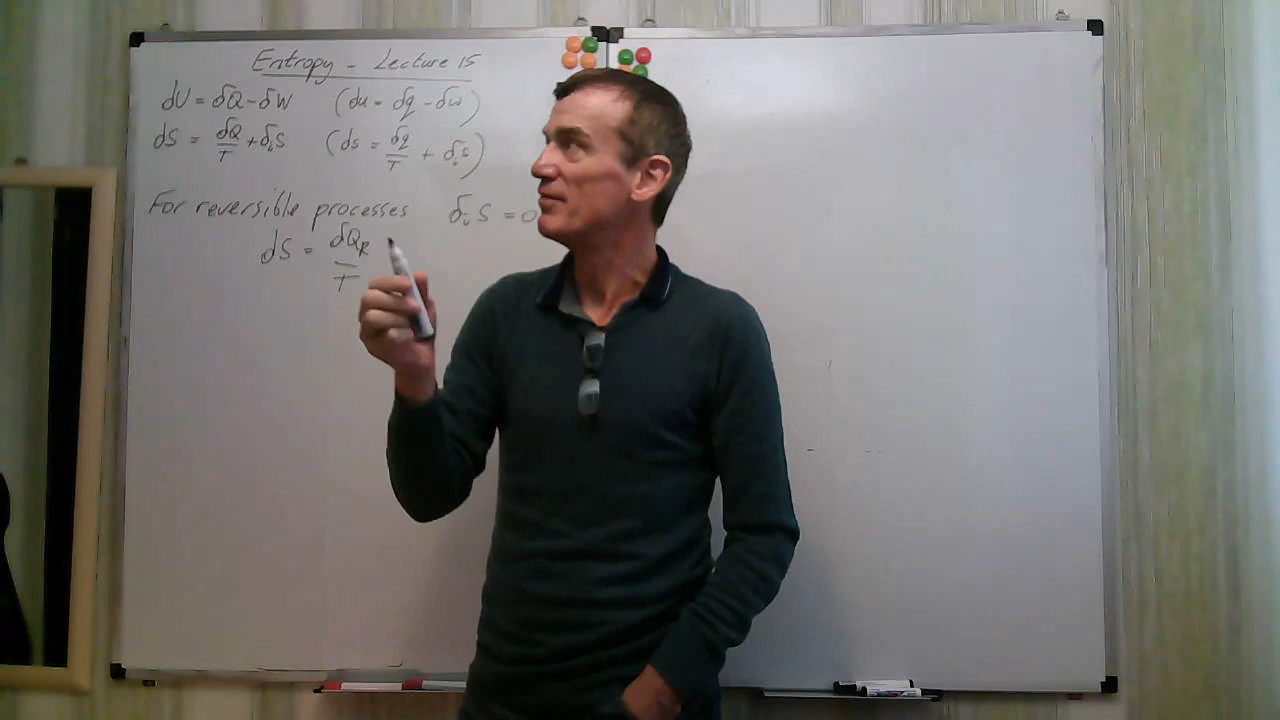 Entropy - Lecture 15
dU = δQ - δW (du = δq - δw)
dS = δQ/T + δᵢS (ds = δq/T + δᵢs)
For reversible processes δᵢS = 0
dS = δQ_R/T